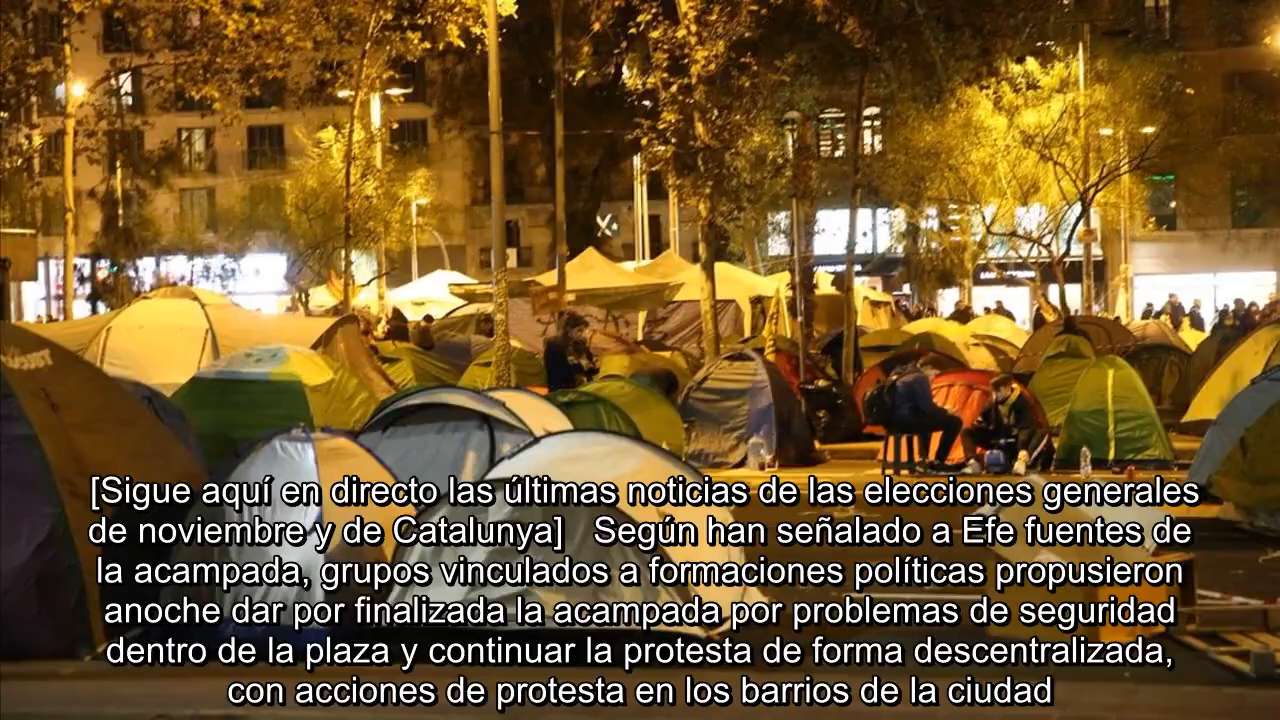 [Sigue aquí en directo las últimas noticias de las elecciones generales
de noviembre y de Catalunya]   Según han señalado a Efe fuentes de
la acampada, grupos vinculados a formaciones políticas propusieron
anoche dar por finalizada la acampada por problemas de seguridad
dentro de la plaza y continuar la protesta de forma descentralizada,
con acciones de protesta en los barrios de la ciudad